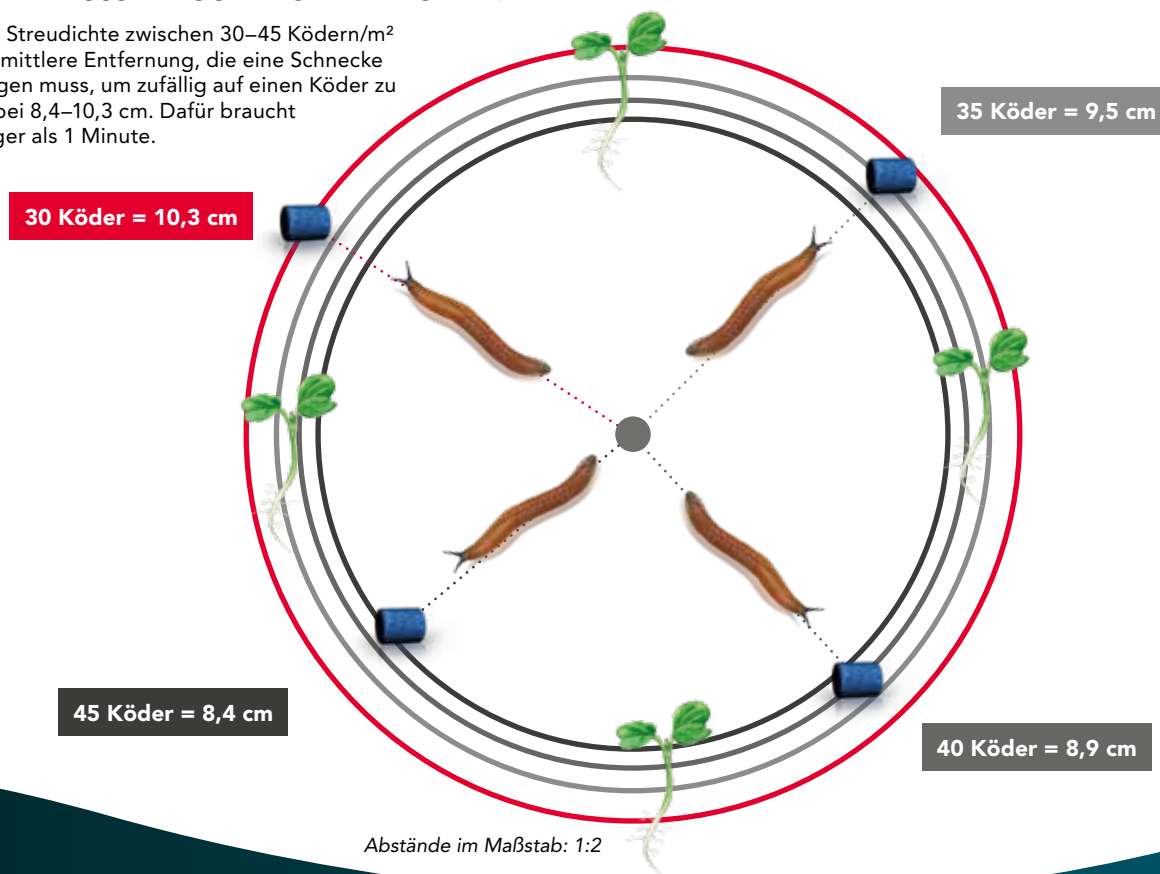 Streudichte zwischen 30–45 Ködern/m²
mittlere Entfernung, die eine Schnecke
muss, um zufällig auf einen Köder zu
bei 8,4–10,3 cm. Dafür braucht
als 1 Minute.
35 Köder = 9,5 cm
30 Köder = 10,3 cm
45 Köder = 8,4 cm
40 Köder = 8,9 cm
Abstände im Maßstab: 1:2